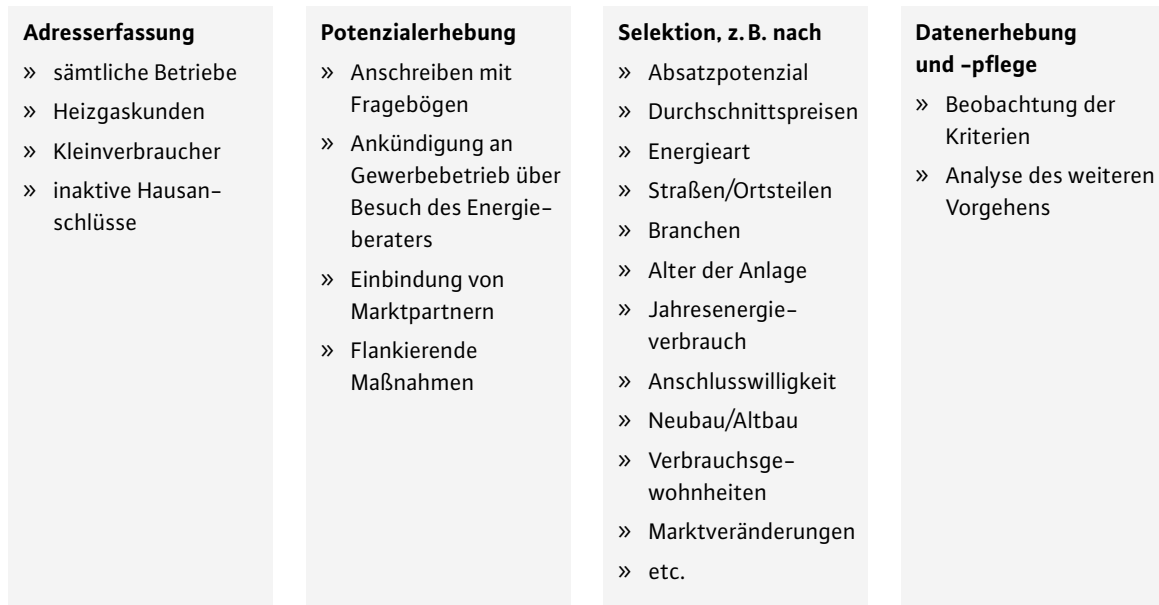 Adresserfassung
» sämtliche Betriebe
» Heizgaskunden
» Kleinverbraucher
» inaktive Hausan-
schlüsse
Potenzialerhebung
» Anschreiben mit
Fragebögen
» Ankündigung an
Gewerbebetrieb über
Besuch des Energie-
beraters
» Einbindung von
Marktpartnern
» Flankierende
Maßnahmen
Selektion, z. B. nach
» Absatzpotenzial
» Durchschnittspreisen
» Energieart
» Straßen/Ortsteilen
» Branchen
» Alter der Anlage
» Jahresenergie-
verbrauch
» Anschlusswilligkeit
» Neubau/Altbau
» Verbrauchsge-
wohnheiten
» Marktveränderungen
» etc.
Datenerhebung
und -pflege
» Beobachtung der
Kriterien
» Analyse des weiteren
Vorgehens